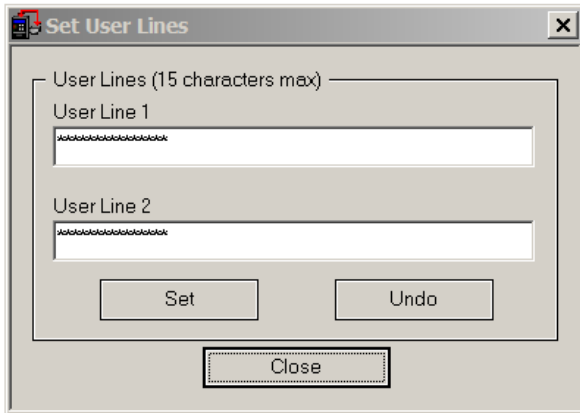 Set User Lines
User Lines (15 characters max)
User Line 1
****************
User Line 2
****************
Set
Undo
Close